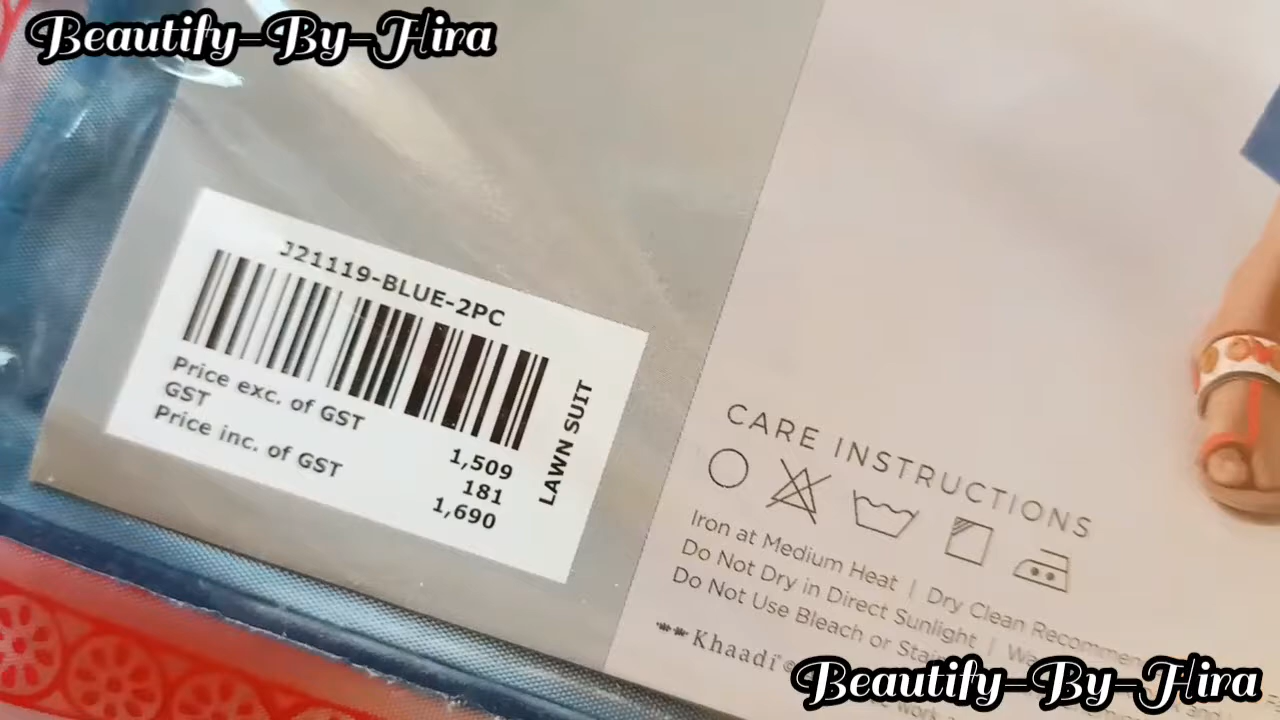 Beautify-By-Hira
J21119-BLUE-2PC
Price exc. of GST 1,509
GST 181
Price inc. of GST 1,690
LAWN SUIT
CARE INSTRUCTIONS
Iron at Medium Heat | Dry Clean Recommen
Do Not Dry in Direct Sunlight |
Do Not Use Bleach or
Khaadi
Beautify-By-Hira